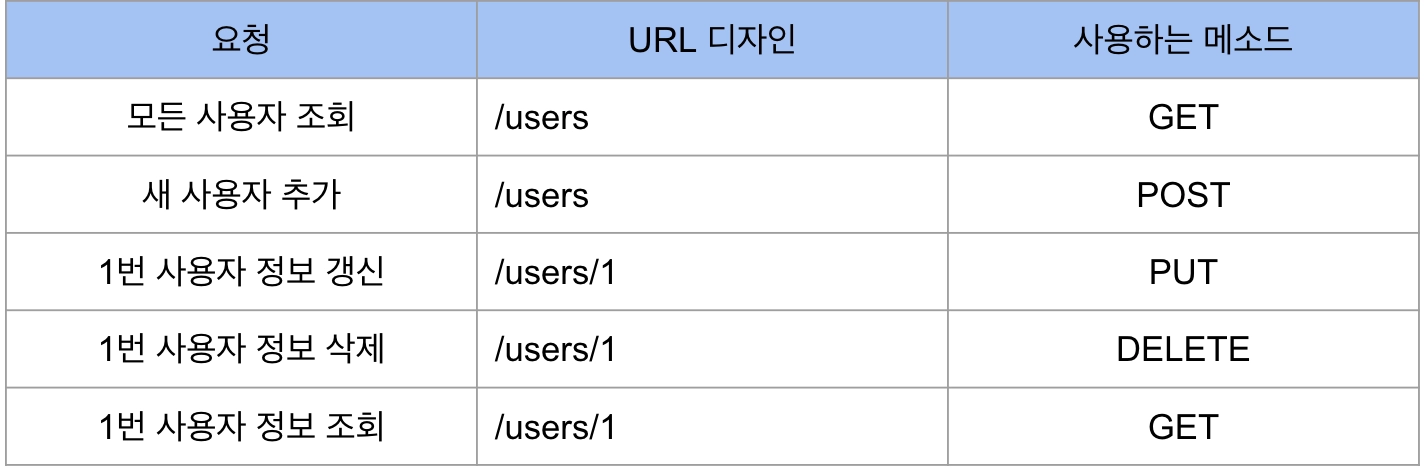 요청 URL 디자인 사용하는 메소드
모든 사용자 조회 /users GET
새 사용자 추가 /users POST
1번 사용자 정보 갱신 /users/1 PUT
1번 사용자 정보 삭제 /users/1 DELETE
1번 사용자 정보 조회 /users/1 GET